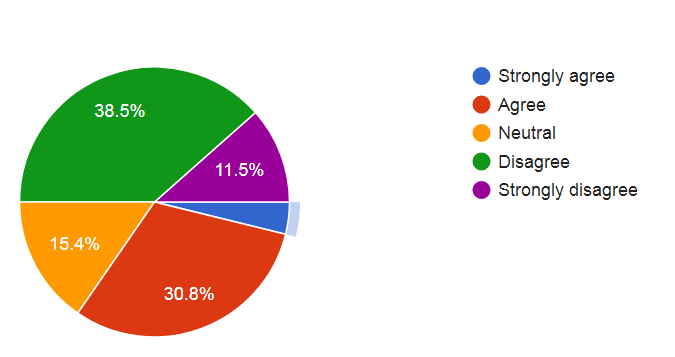 38.5%
11.5%
15.4%
30.8%
Strongly agree
Agree
Neutral
Disagree
Strongly disagree